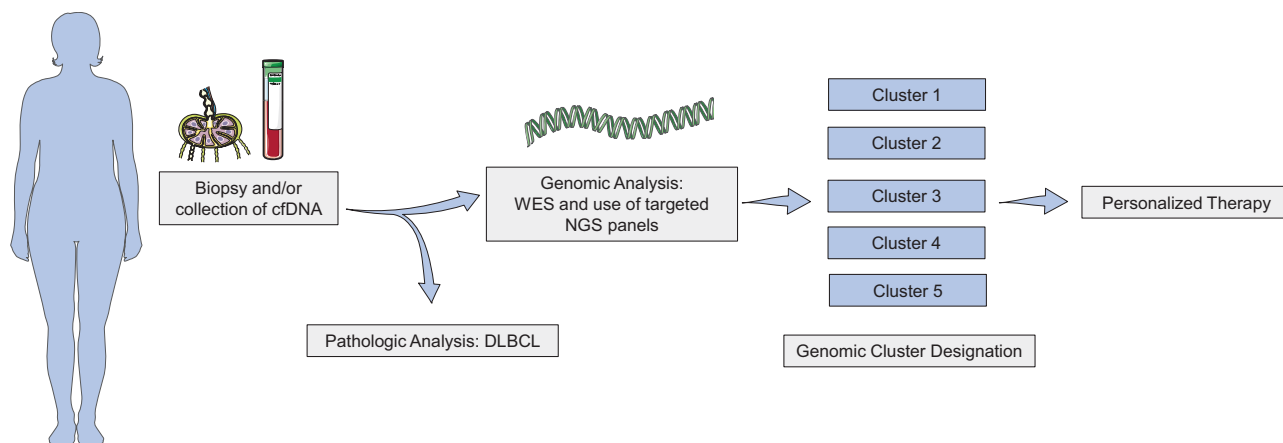 Biopsy and/or
collection of cfDNA
Genomic Analysis:
WES and use of targeted
NGS panels
Pathologic Analysis: DLBCL
Cluster 1
Cluster 2
Cluster 3
Cluster 4
Cluster 5
Genomic Cluster Designation
Personalized Therapy